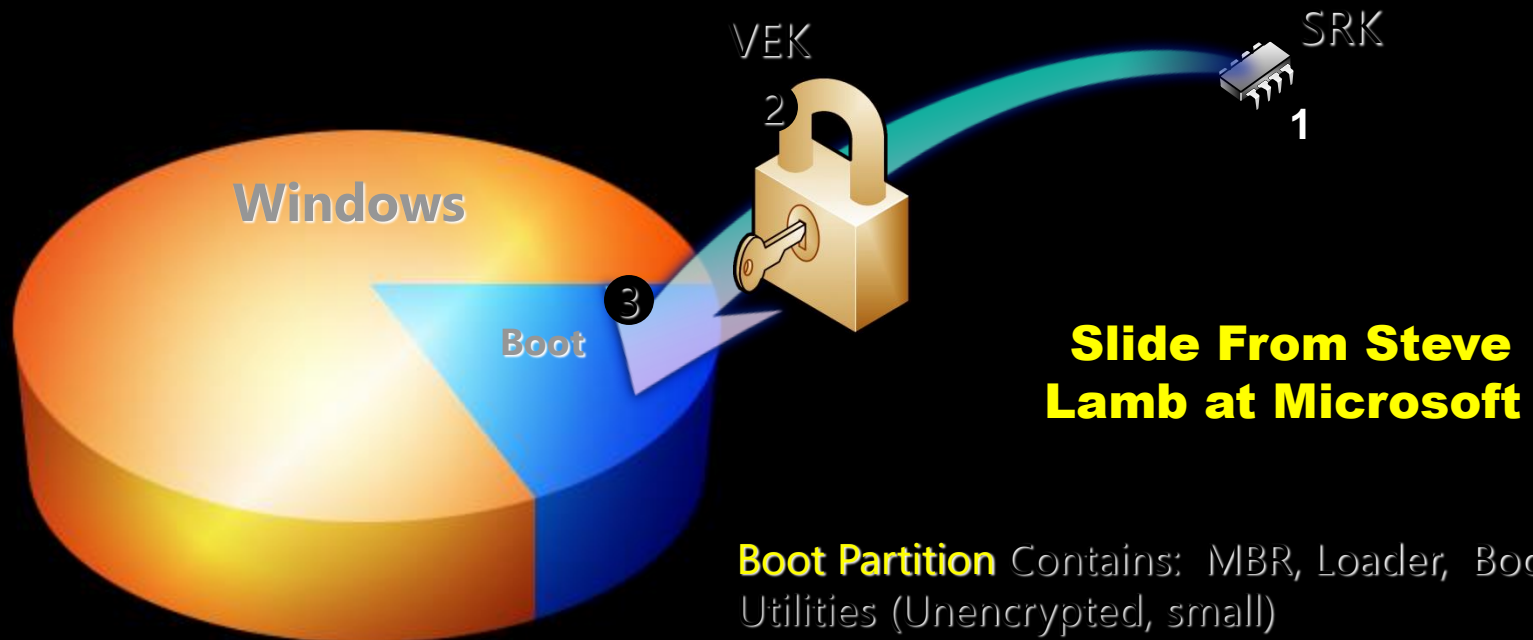 VEK
SRK
2
1
Windows
3
Boot
Slide From Steve
Lamb at Microsoft
Boot Partition Contains: MBR, Loader, Boo
Utilities (Unencrypted, small)